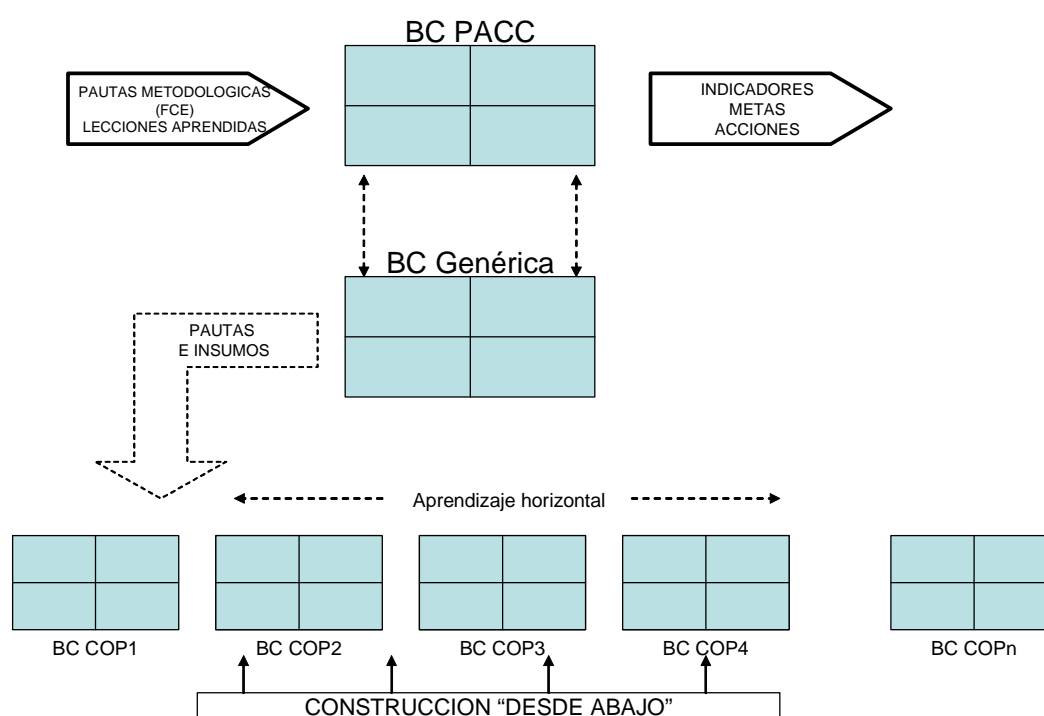 BC PACC
PAUTAS METODOLOGICAS
(FCE)
LECCIONES APRENDIDAS
INDICADORES
METAS
ACCIONES
BC Genérica
PAUTAS
E INSUMOS
Aprendizaje horizontal
BC COP1
BC COP2
BC COP3
BC COP4
BC COPn
CONSTRUCCION “DESDE ABAJO”